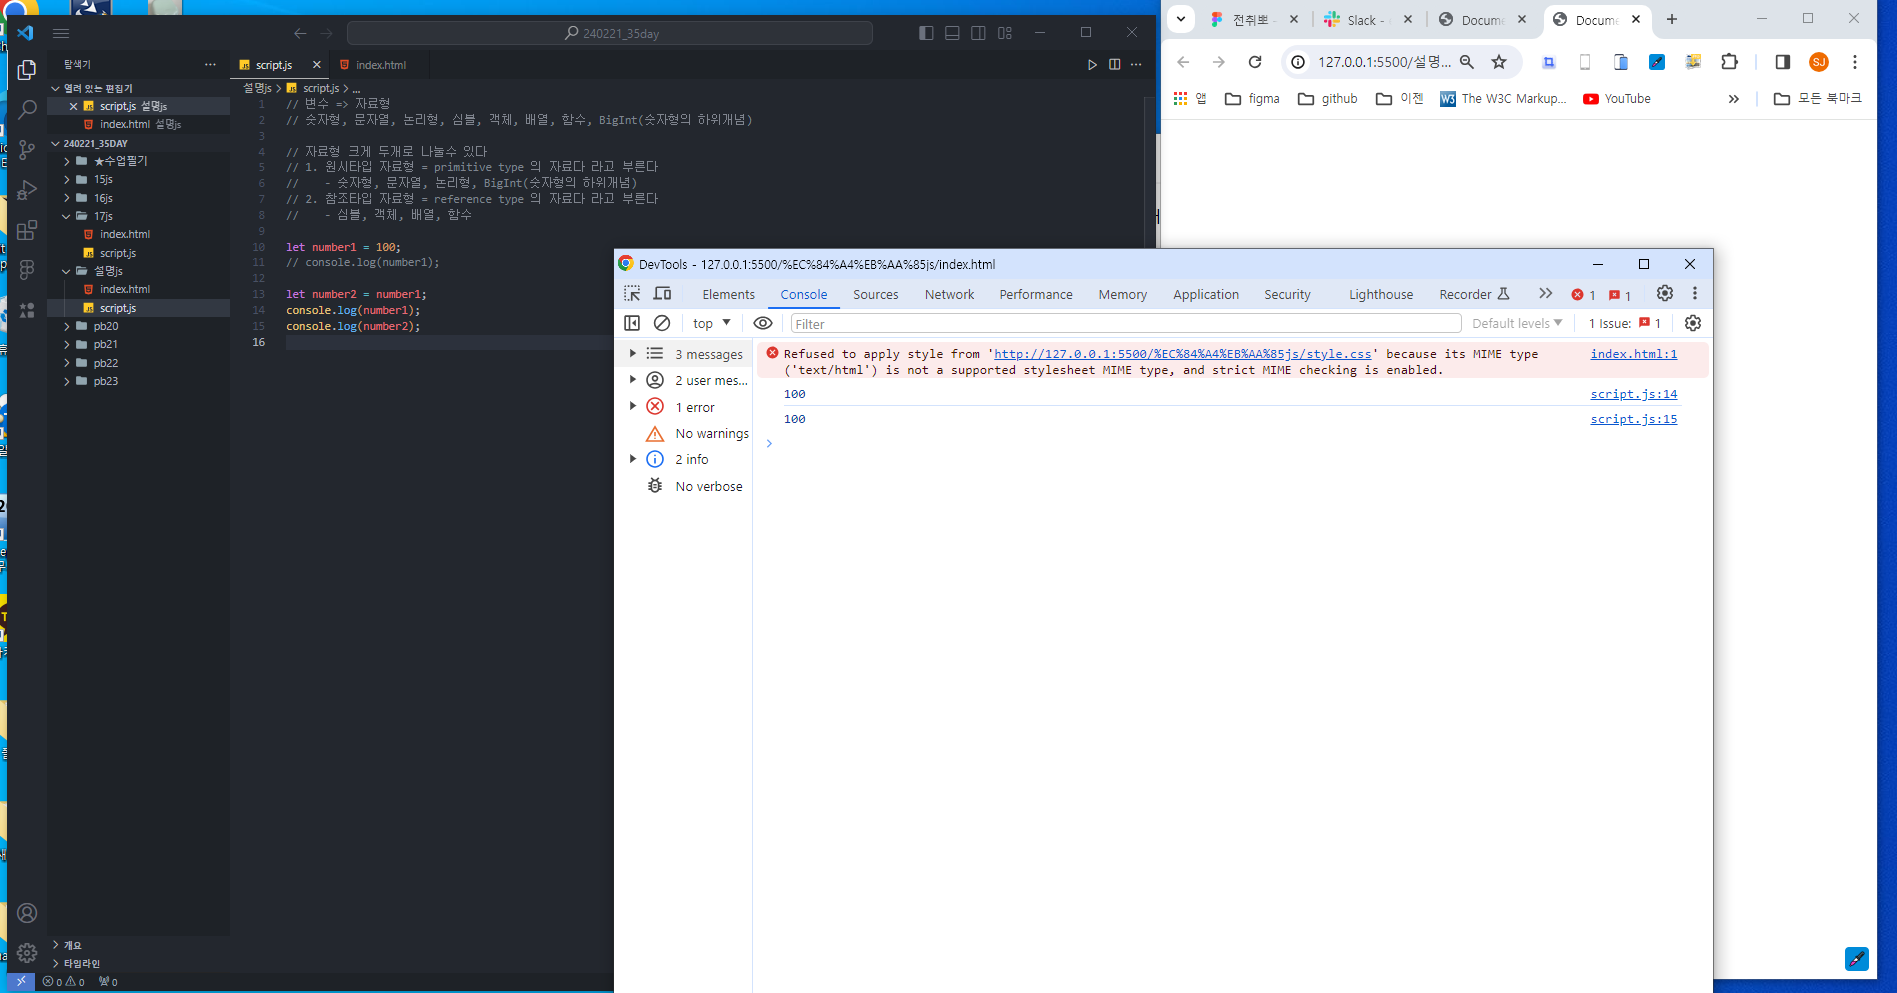 240221_35day
탐색기
script.js
index.html
열려 있는 편집기
script.js 설명js
index.html 설명js
240221_35DAY
★수업필기
15js
16js
17js
index.html
script.js
설명js
index.html
script.js
pb20
pb21
pb22
pb23
개요
타임라인
0 0 0
설명js > script.js > ...
1 // 변수 => 자료형
2 // 숫자형, 문자열, 논리형, 심볼, 객체, 배열, 함수, BigInt(숫자형의 하위개념)
3
4 // 자료형 크게 두개로 나눌수 있다
5 // 1. 원시타입 자료형 = primitive type 의 자료다 라고 부른다
6 //    - 숫자형, 문자열, 논리형, BigInt(숫자형의 하위개념)
7 // 2. 참조타입 자료형 = reference type 의 자료다 라고 부른다
8 //    - 심볼, 객체, 배열, 함수
9
10 let number1 = 100;
11 // console.log(number1);
12
13 let number2 = number1;
14 console.log(number1);
15 console.log(number2);
16
전취뽀 -
Slack -
Docume
Docume
127.0.0.1:5500/설명...
SJ
앱
figma
github
이젠
W3 The W3C Markup...
YouTube
모든 북마크
DevTools - 127.0.0.1:5500/%EC%84%A4%EB%AA%85js/index.html
Elements Console Sources Network Performance Memory Application Security Lighthouse Recorder 1 1
top Filter Default levels 1 Issue: 1
3 messages
2 user mes...
1 error
No warnings
2 info
No verbose
Refused to apply style from 'http://127.0.0.1:5500/%EC%84%A4%EB%AA%85js/style.css' because its MIME type index.html:1
('text/html') is not a supported stylesheet MIME type, and strict MIME checking is enabled.
100 script.js:14
100 script.js:15